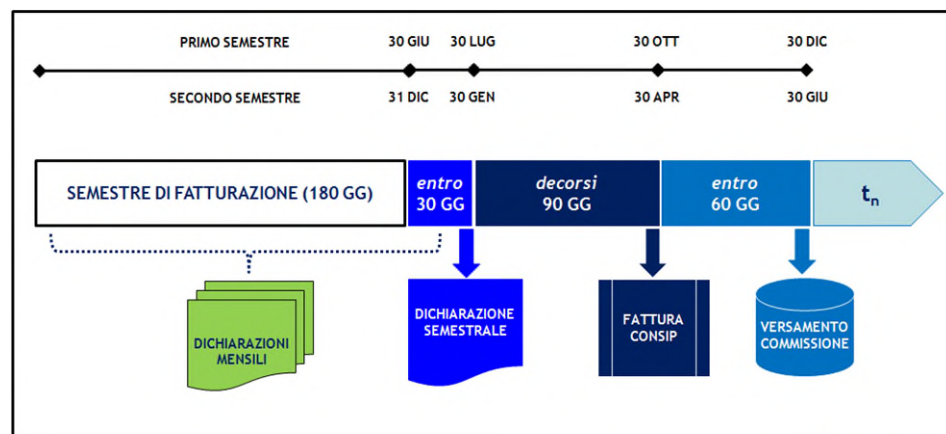 PRIMO SEMESTRE 30 GIU 30 LUG 30 OTT 30 DIC
SECONDO SEMESTRE 31 DIC 30 GEN 30 APR 30 GIU
SEMESTRE DI FATTURAZIONE (180 GG)
entro
30 GG
decorsi
90 GG
entro
60 GG
tn
DICHIARAZIONI
MENSILI
DICHIARAZIONE
SEMESTRALE
FATTURA
CONSIP
VERSAMENTO
COMMISSIONE